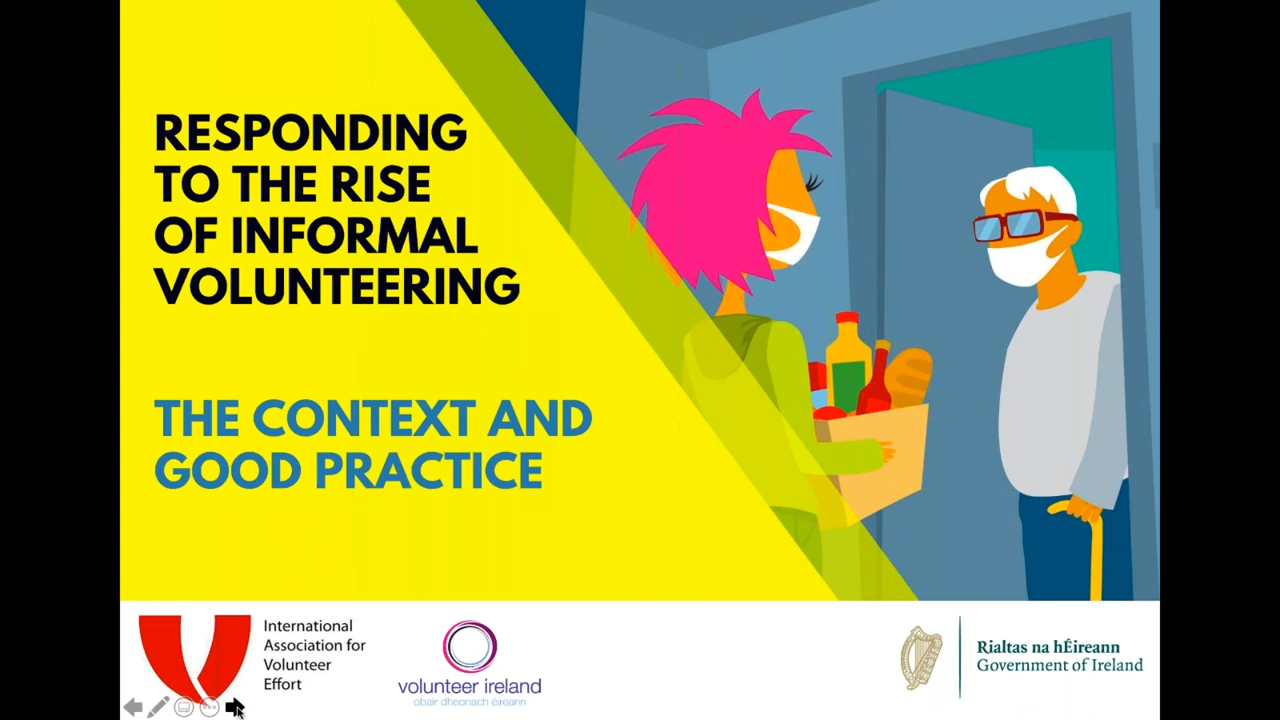 RESPONDING
TO THE RISE
OF INFORMAL
VOLUNTEERING
THE CONTEXT AND
GOOD PRACTICE
International
Association for
Volunteer
Effort
volunteer ireland
obair dheonach éireann
Rialtas na hÉireann
Government of Ireland